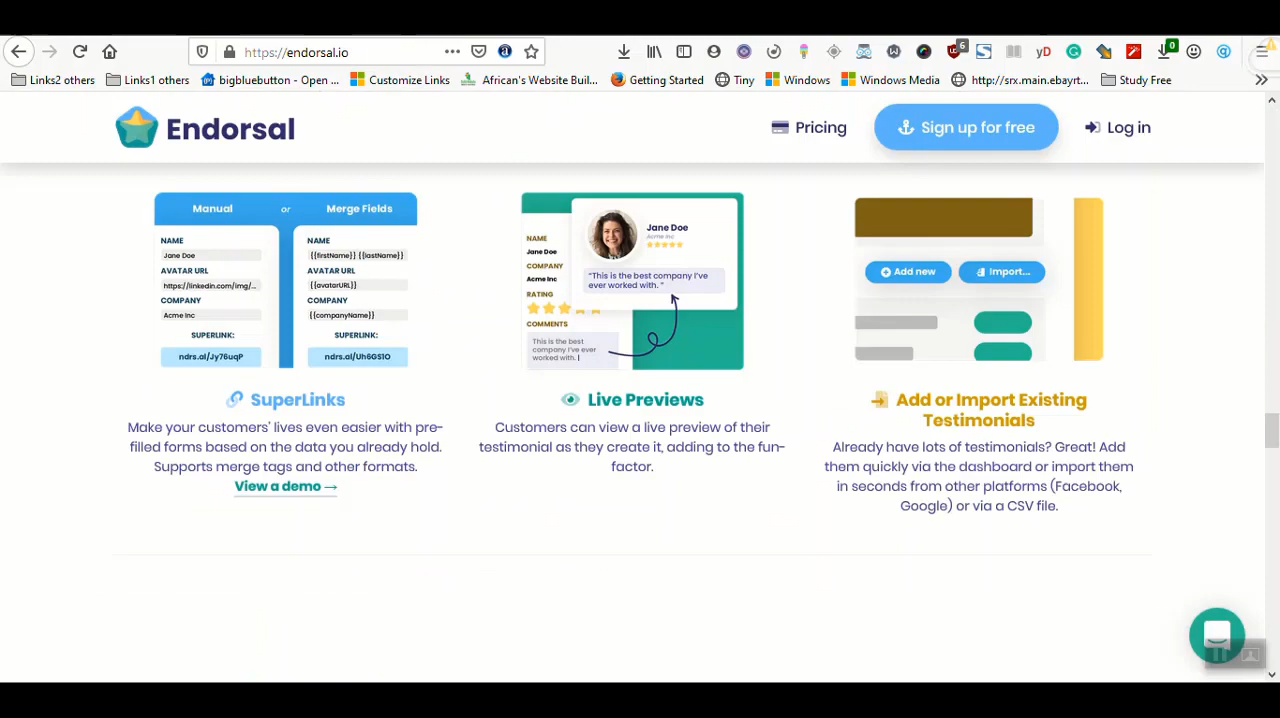 https://endorsal.io
6
yD
0
Links2 others
Links1 others
bigbluebutton - Open ...
Customize Links
African's Website Buil...
Getting Started
Tiny
Windows
Windows Media
http://srx.main.ebayrt...
Study Free
Endorsal
Pricing
Sign up for free
Log in
Manual or Merge Fields
NAME
Jane Doe
AVATAR URL
https://linkedin.com/img/...
COMPANY
Acme Inc
SUPERLINK:
ndrs.al/Jy76uqP
NAME
{{firstName}} {{lastName}}
AVATAR URL
{{avatarURL}}
COMPANY
{{companyName}}
SUPERLINK:
ndrs.al/Uh6GS1O
NAME
Jane Doe
COMPANY
Acme Inc
RATING
COMMENTS
This is the best
company I've ever
worked with. |
Jane Doe
Acme Inc
"This is the best company I've
ever worked with. "
Add new
Import...
SuperLinks
Make your customers' lives even easier with pre-
filled forms based on the data you already hold.
Supports merge tags and other formats.
View a demo →
Live Previews
Customers can view a live preview of their
testimonial as they create it, adding to the fun-
factor.
Add or Import Existing
Testimonials
Already have lots of testimonials? Great! Add
them quickly via the dashboard or import them
in seconds from other platforms (Facebook,
Google) or via a CSV file.